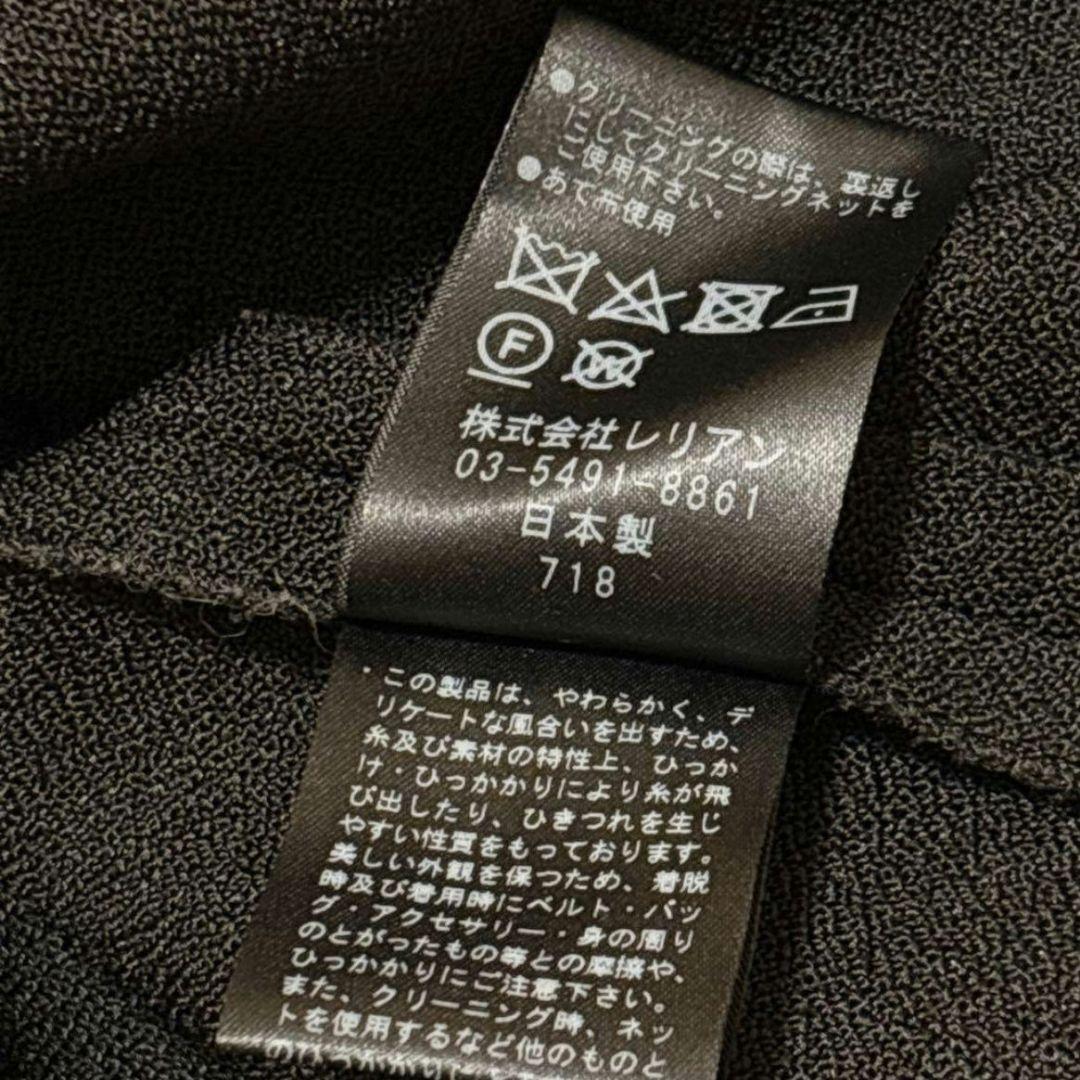 ●クリーニングの際は、裏返し
にしてクリーニングネットを
ご使用下さい。
●あて布使用
F
W
株式会社レリアン
03-5491-8861
日本製
718
・この製品は、やわらかく、デ
リケートな風合いを出すため、
糸及び素材の特性上、ひっか
け・ひっかかりにより糸が飛
び出したり、ひきつれを生じ
やすい性質をもっております。
美しい外観を保つため、着脱
時及び着用時にベルト・バッ
グ・アクセサリー・身の周り
のとがったもの等との摩擦や、
ひっかかりにご注意下さい。
また、クリーニング時、ネッ
トを使用するなど他のものと